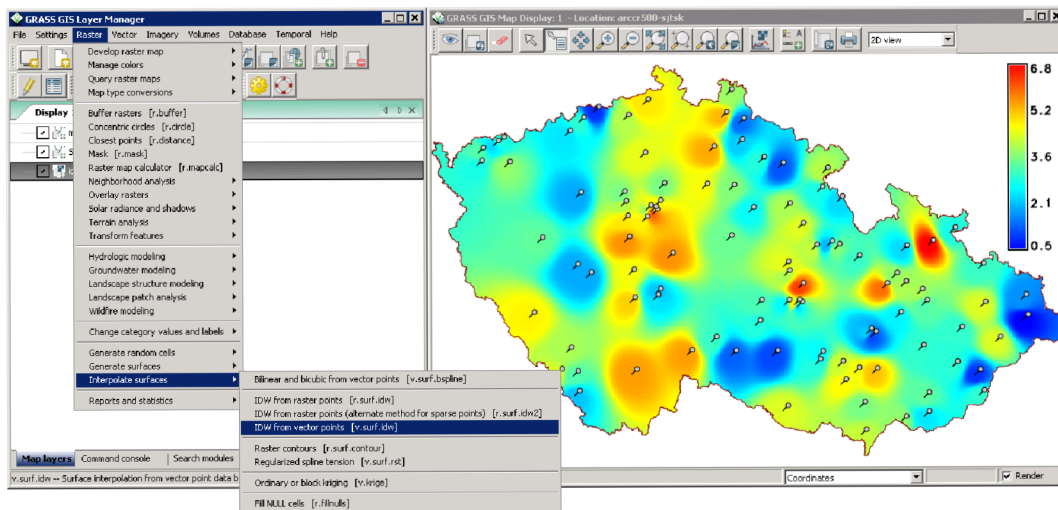 GRASS GIS Layer Manager
File Settings Raster Vector Imagery Volumes Database Temporal Help
Develop raster map
Manage colors
Query raster maps
Map type conversions
Display
Buffer rasters [r.buffer]
Concentric circles [r.circle]
Closest points [r.distance]
Mask [r.mask]
Raster map calculator [r.mapcalc]
Neighborhood analysis
Overlay rasters
Solar radiance and shadows
Terrain analysis
Transform features
Hydrologic modeling
Groundwater modeling
Landscape structure modeling
Landscape patch analysis
Wildfire modeling
Change category values and labels
Generate random cells
Generate surfaces
Interpolate surfaces
Reports and statistics
Bilinear and bicubic from vector points [v.surf.bspline]
IDW from raster points [r.surf.idw]
IDW from raster points (alternate method for sparse points) [r.surf.idw2]
IDW from vector points [v.surf.idw]
Raster contours [r.surf.contour]
Regularized spline tension [v.surf.rst]
Ordinary or block kriging [v.krige]
Fill NULL cells [r.fillnulls]
Map layers Command console Search modules
v.surf.idw -- Surface interpolation from vector point data b
GRASS GIS Map Display: 1 - Location: arccr500-sjtsk
2D view
6.8
5.2
3.6
2.1
0.5
Coordinates
Render